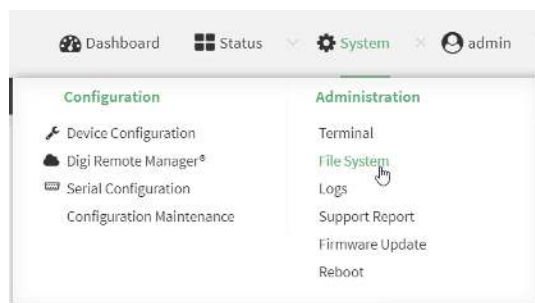 Dashboard Status System admin
Configuration
Device Configuration
Digi Remote Manager®
Serial Configuration
Configuration Maintenance
Administration
Terminal
File System
Logs
Support Report
Firmware Update
Reboot